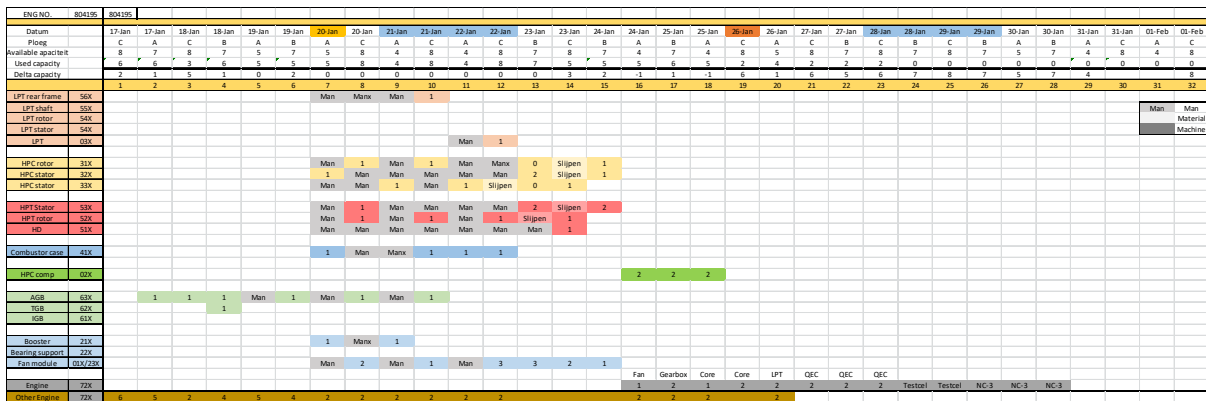 ENG NO. 804195 804195
Datum 17-Jan 17-Jan 18-Jan 18-Jan 19-Jan 19-Jan 20-Jan 20-Jan 21-Jan 21-Jan 22-Jan 22-Jan 23-Jan 23-Jan 24-Jan 24-Jan 25-Jan 25-Jan 26-Jan 26-Jan 27-Jan 27-Jan 28-Jan 28-Jan 29-Jan 29-Jan 30-Jan 30-Jan 31-Jan 31-Jan 01-Feb 01-Feb
Ploeg C A C B A B A C A C A C B C B A B A C A B B C B C B A B A C A C
Available apaciteit 8 7 8 7 5 7 5 8 4 8 4 8 7 8 7 4 7 4 8 5 8 7 8 7 8 7 5 7 4 8 4 8
Used capacity 6 6 3 6 5 5 5 8 4 8 4 8 7 5 5 5 6 5 2 4 2 2 2 0 0 0 0 0 0 0 0
Delta capacity 2 1 5 1 0 2 0 0 0 0 0 0 0 3 2 -1 1 -1 6 1 6 5 6 7 8 7 5 7 4 8
1 2 3 4 5 6 7 8 9 10 11 12 13 14 15 16 17 18 19 20 21 22 23 24 25 26 27 28 29 30 31 32
LPT rear frame 56X Man Manx Man 1
LPT shaft 55X Man Man
LPT rotor 54X Material
LPT stator 54X Machine
LPT 03X Man 1
HPC rotor 31X Man 1 Man 1 Man Manx 0 Slijpen 1
HPC stator 32X 1 Man Man Man Man Man 2 Slijpen 1
HPC stator 33X Man Man 1 Man 1 Slijpen 0 1
HPT Stator 53X Man 1 Man Man Man Man 2 Slijpen 2
HPT rotor 52X Man 1 Man 1 Man 1 Slijpen 1
HD 51X Man Man Man Man Man Man Man 1
Combustor case 41X 1 Man Manx 1 1 1
HPC comp 02X 2 2 2
AGB 63X 1 1 1 Man 1 Man 1 Man 1
TGB 62X 1
IGB 61X
Booster 21X 1 Manx 1
Bearing support 22X
Fan module 01X/23X Man 2 Man 1 Man 3 3 2 1
Fan Gearbox Core Core LPT QEC QEC QEC
Engine 72X 1 2 1 2 2 2 2 2 Testcel Testcel NC-3 NC-3 NC-3
Other Engine 72X 6 5 2 4 5 4 2 2 2 2 2 2 2 2 2 2